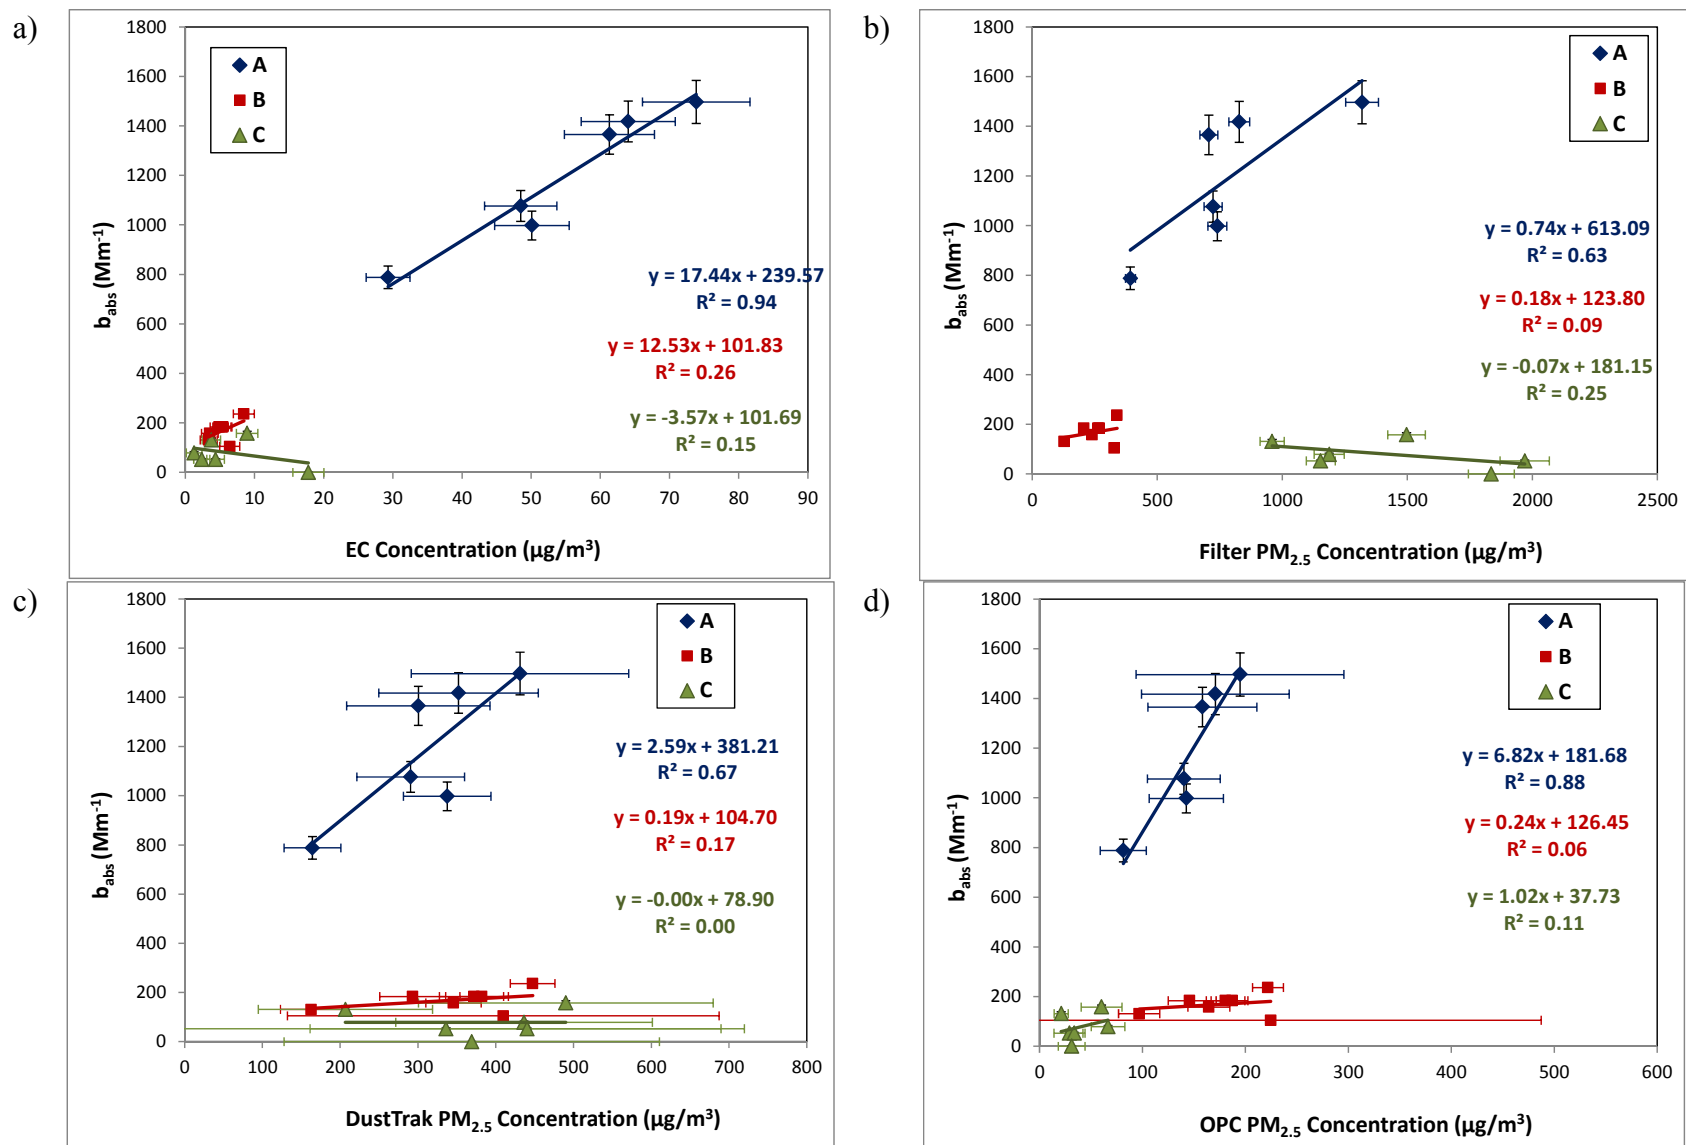 a)
1800
1600
1400
1200
1000
800
600
400
200
0
b_abs (Mm⁻¹)
A
B
C
y = 17.44x + 239.57
R² = 0.94
y = 12.53x + 101.83
R² = 0.26
y = -3.57x + 101.69
R² = 0.15
0 10 20 30 40 50 60 70 80 90
EC Concentration (µg/m³)
b)
1800
1600
1400
1200
1000
800
600
400
200
0
b_abs (Mm⁻¹)
A
B
C
y = 0.74x + 613.09
R² = 0.63
y = 0.18x + 123.80
R² = 0.09
y = -0.07x + 181.15
R² = 0.25
0 500 1000 1500 2000 2500
Filter PM₂.₅ Concentration (µg/m³)
c)
1800
1600
1400
1200
1000
800
600
400
200
0
b_abs (Mm⁻¹)
A
B
C
y = 2.59x + 381.21
R² = 0.67
y = 0.19x + 104.70
R² = 0.17
y = -0.00x + 78.90
R² = 0.00
0 100 200 300 400 500 600 700 800
DustTrak PM₂.₅ Concentration (µg/m³)
d)
1800
1600
1400
1200
1000
800
600
400
200
0
b_abs (Mm⁻¹)
A
B
C
y = 6.82x + 181.68
R² = 0.88
y = 0.24x + 126.45
R² = 0.06
y = 1.02x + 37.73
R² = 0.11
0 100 200 300 400 500 600
OPC PM₂.₅ Concentration (µg/m³)